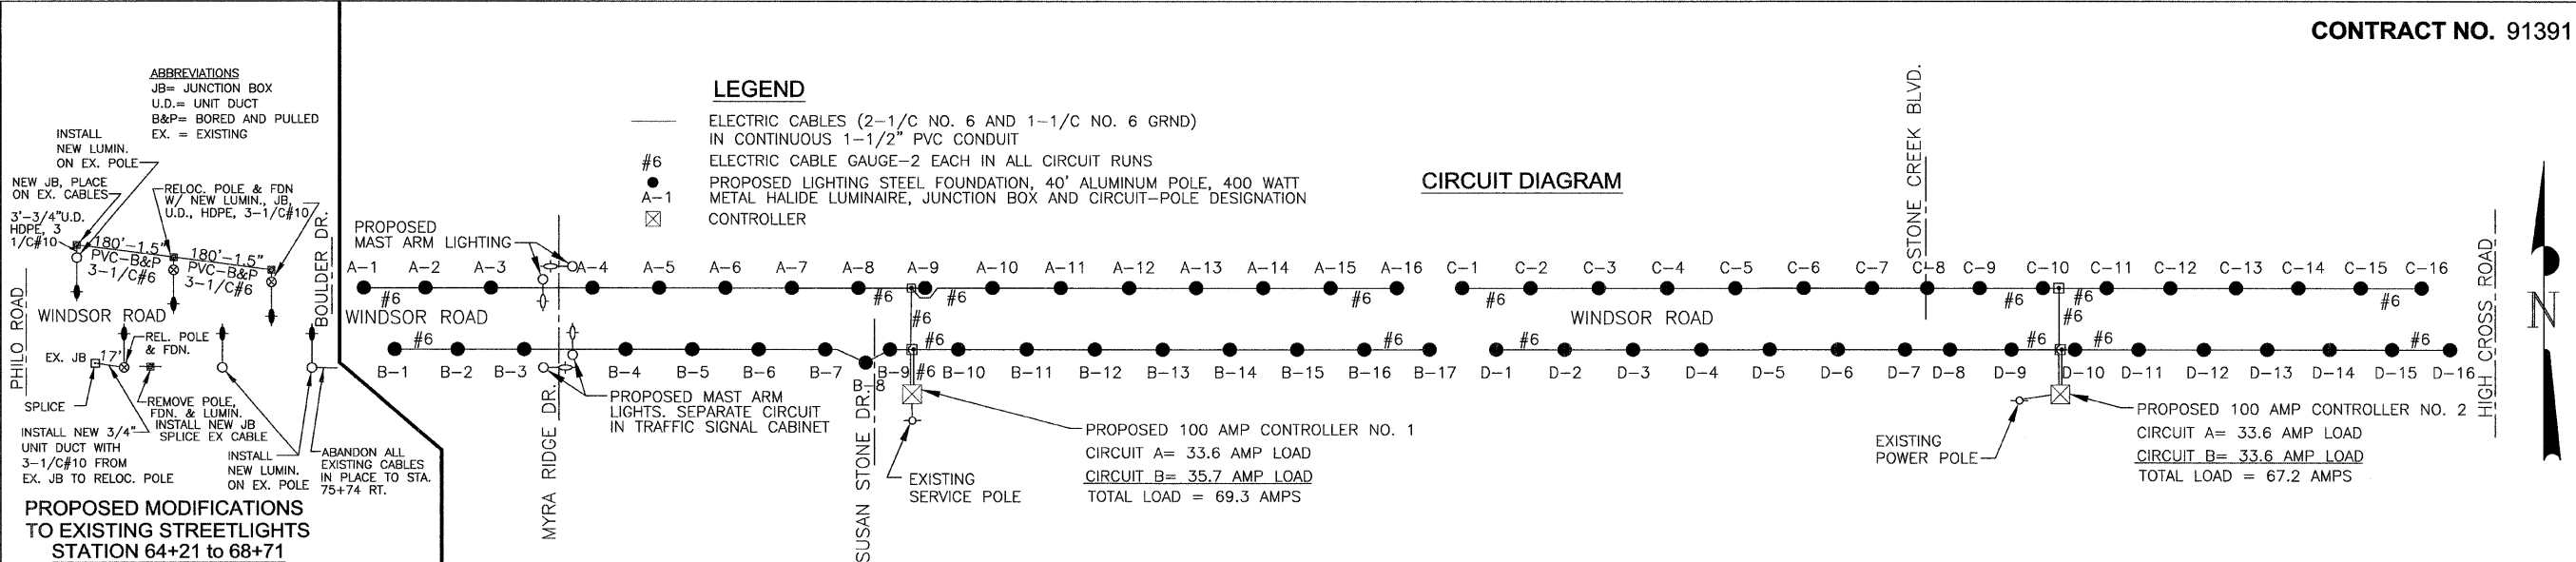 CONTRACT NO. 91391
ABBREVIATIONS
JB= JUNCTION BOX
U.D.= UNIT DUCT
B&P= BORED AND PULLED
EX. = EXISTING
INSTALL
NEW LUMIN.
ON EX. POLE
NEW JB, PLACE
ON EX. CABLES
3'-3/4"U.D.
HDPE, 3
1/C#10
RELOC. POLE & FDN
W/ NEW LUMIN., JB,
U.D., HDPE, 3-1/C#10
180'-1.5"
PVC-B&P
3-1/C#6
180'-1.5"
PVC-B&P
3-1/C#6
BOULDER DR.
PHILO ROAD
WINDSOR ROAD
REL. POLE
& FDN.
EX. JB
17'
SPLICE
REMOVE POLE,
FDN. & LUMIN.
INSTALL NEW JB
SPLICE EX CABLE
INSTALL NEW 3/4"
UNIT DUCT WITH
3-1/C#10 FROM
EX. JB TO RELOC. POLE
INSTALL
NEW LUMIN.
ON EX. POLE
ABANDON ALL
EXISTING CABLES
IN PLACE TO STA.
75+74 RT.
PROPOSED MODIFICATIONS
TO EXISTING STREETLIGHTS
STATION 64+21 to 68+71
LEGEND
ELECTRIC CABLES (2-1/C NO. 6 AND 1-1/C NO. 6 GRND)
IN CONTINUOUS 1-1/2" PVC CONDUIT
#6 ELECTRIC CABLE GAUGE-2 EACH IN ALL CIRCUIT RUNS
PROPOSED LIGHTING STEEL FOUNDATION, 40' ALUMINUM POLE, 400 WATT
A-1 METAL HALIDE LUMINAIRE, JUNCTION BOX AND CIRCUIT-POLE DESIGNATION
CONTROLLER
CIRCUIT DIAGRAM
PROPOSED
MAST ARM LIGHTING
A-1 A-2 A-3 A-4 A-5 A-6 A-7 A-8 A-9 A-10 A-11 A-12 A-13 A-14 A-15 A-16
C-1 C-2 C-3 C-4 C-5 C-6 C-7 C-8 C-9 C-10 C-11 C-12 C-13 C-14 C-15 C-16
#6 #6 #6 #6 #6 #6 #6 #6
WINDSOR ROAD
#6
WINDSOR ROAD
#6
#6 #6 #6 #6 #6 #6 #6
B-1 B-2 B-3 B-4 B-5 B-6 B-7 B-8 B-9 #6 B-10 B-11 B-12 B-13 B-14 B-15 B-16 B-17
D-1 D-2 D-3 D-4 D-5 D-6 D-7 D-8 D-9 D-10 D-11 D-12 D-13 D-14 D-15 D-16
MYRA RIDGE DR.
SUSAN STONE DR.
STONE CREEK BLVD.
HIGH CROSS ROAD
N
PROPOSED MAST ARM
LIGHTS. SEPARATE CIRCUIT
IN TRAFFIC SIGNAL CABINET
EXISTING
SERVICE POLE
PROPOSED 100 AMP CONTROLLER NO. 1
CIRCUIT A= 33.6 AMP LOAD
CIRCUIT B= 35.7 AMP LOAD
TOTAL LOAD = 69.3 AMPS
EXISTING
POWER POLE
PROPOSED 100 AMP CONTROLLER NO. 2
CIRCUIT A= 33.6 AMP LOAD
CIRCUIT B= 33.6 AMP LOAD
TOTAL LOAD = 67.2 AMPS